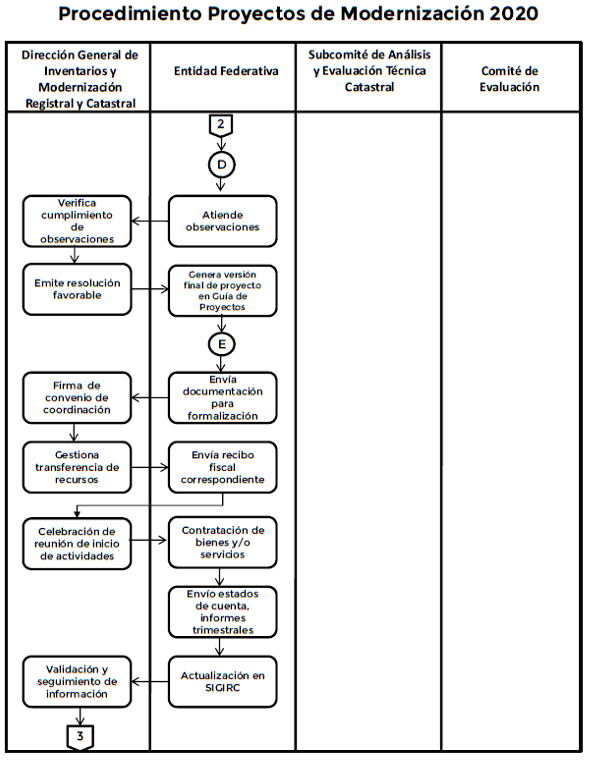 Procedimiento Proyectos de Modernización 2020
Dirección General de
Inventarios y
Modernización
Registral y Catastral
Entidad Federativa
Subcomité de Análisis
y Evaluación Técnica
Catastral
Comité de
Evaluación
2
D
Verifica
cumplimiento
de
observaciones
Atiende
observaciones
Emite resolución
favorable
Genera versión
final de proyecto
en Guía de
Proyectos
E
Firma de
convenio de
coordinación
Envía
documentación
para
formalización
Gestiona
transferencia de
recursos
Envía recibo
fiscal
correspondiente
Celebración de
reunión de inicio
de actividades
Contratación de
bienes y/o
servicios
Envío estados
de cuenta,
informes
trimestrales
Validación y
seguimiento de
información
Actualización en
SIGIRC
3